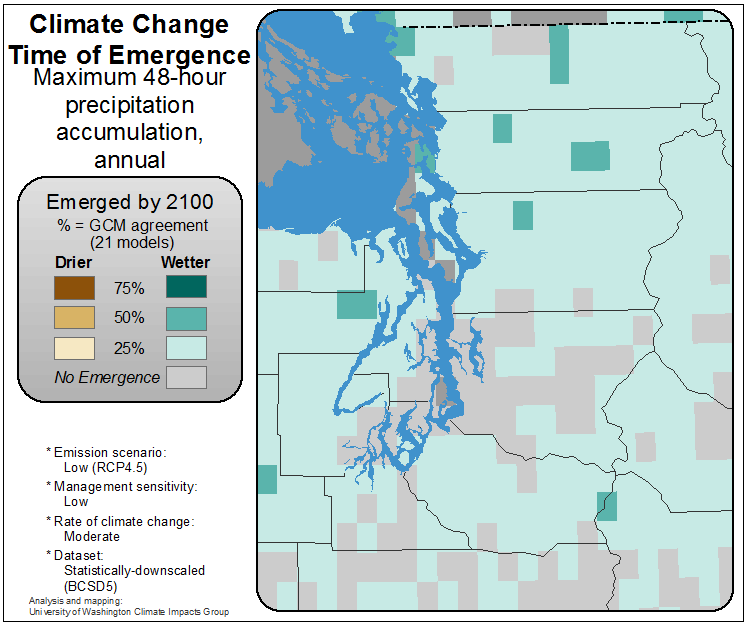 Climate Change
Time of Emergence
Maximum 48-hour
precipitation
accumulation,
annual
Emerged by 2100
% = GCM agreement
(21 models)
Drier Wetter
75%
50%
25%
No Emergence
* Emission scenario:
Low (RCP4.5)
* Management sensitivity:
Low
* Rate of climate change:
Moderate
* Dataset:
Statistically-downscaled
(BCSD5)
Analysis and mapping:
University of Washington Climate Impacts Group